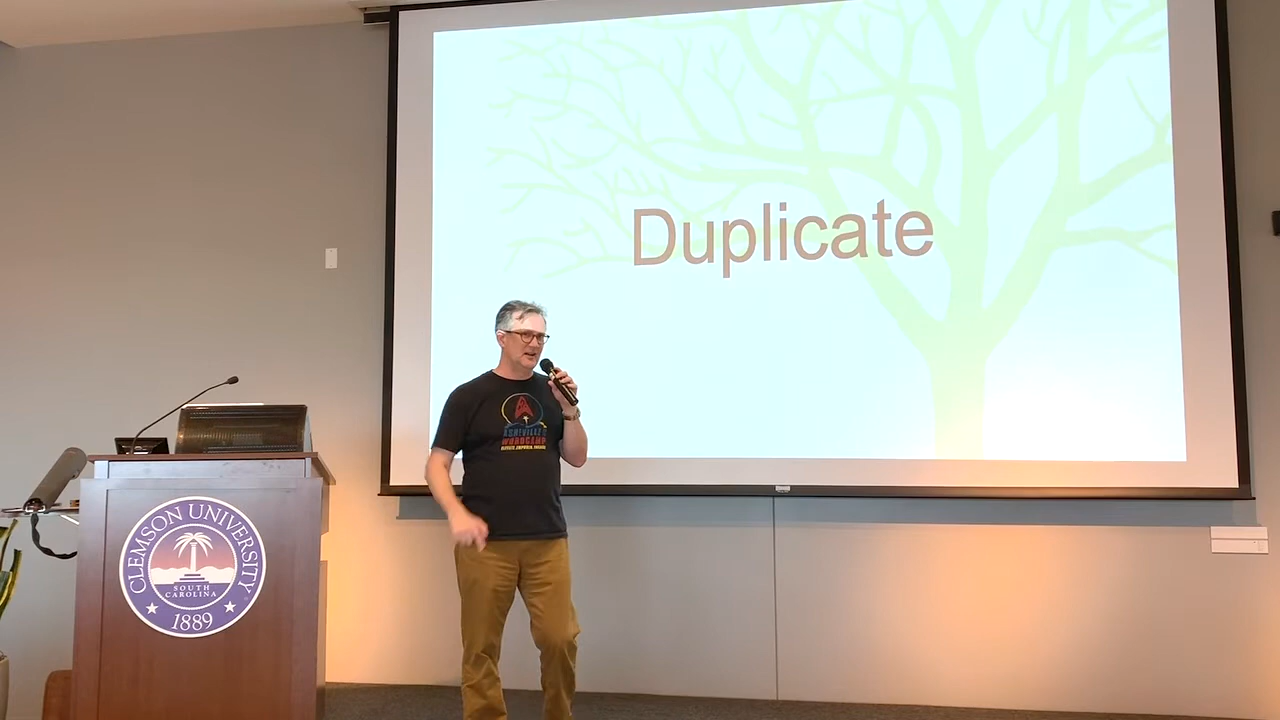 Duplicate
ASHEVILLE
WORDCAMP
CLEMSON UNIVERSITY
SOUTH
CAROLINA
1889